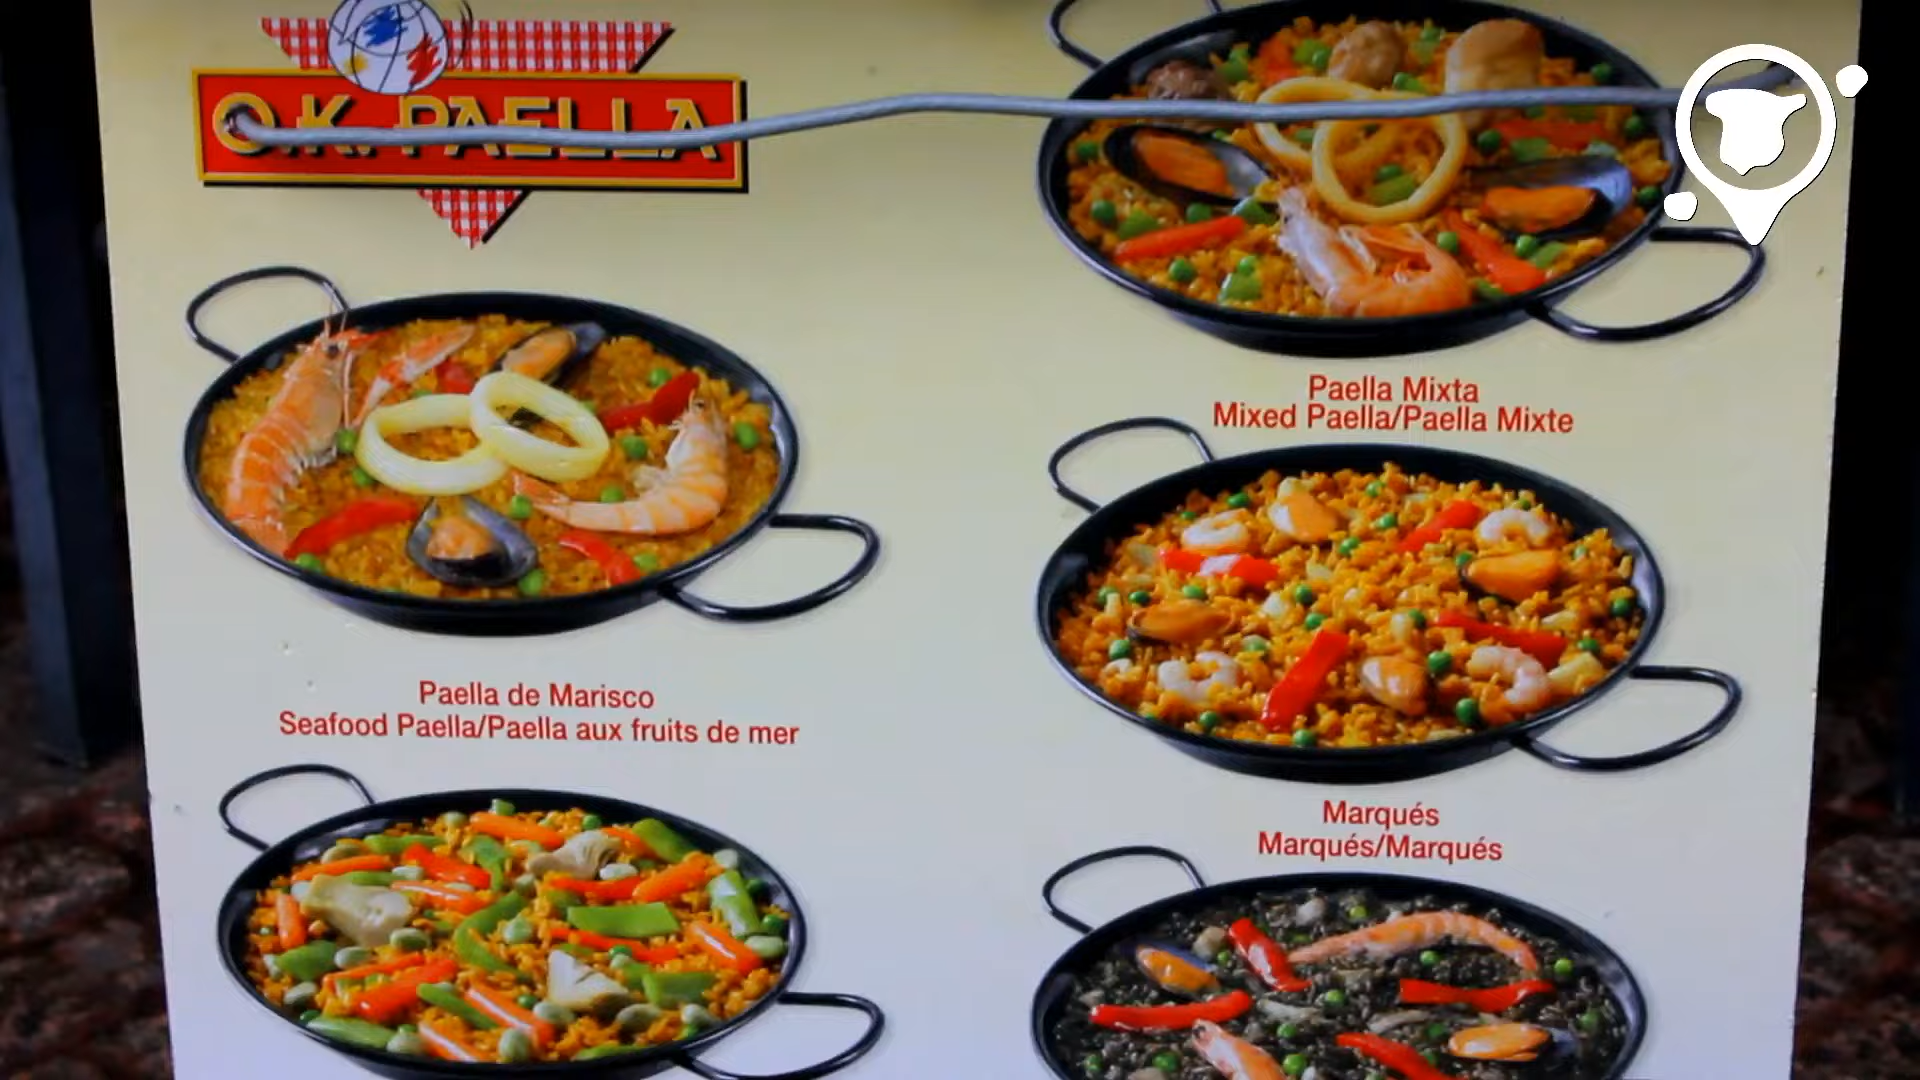 O.K. PAELLA
Paella Mixta
Mixed Paella/Paella Mixte
Paella de Marisco
Seafood Paella/Paella aux fruits de mer
Marqués
Marqués/Marqués